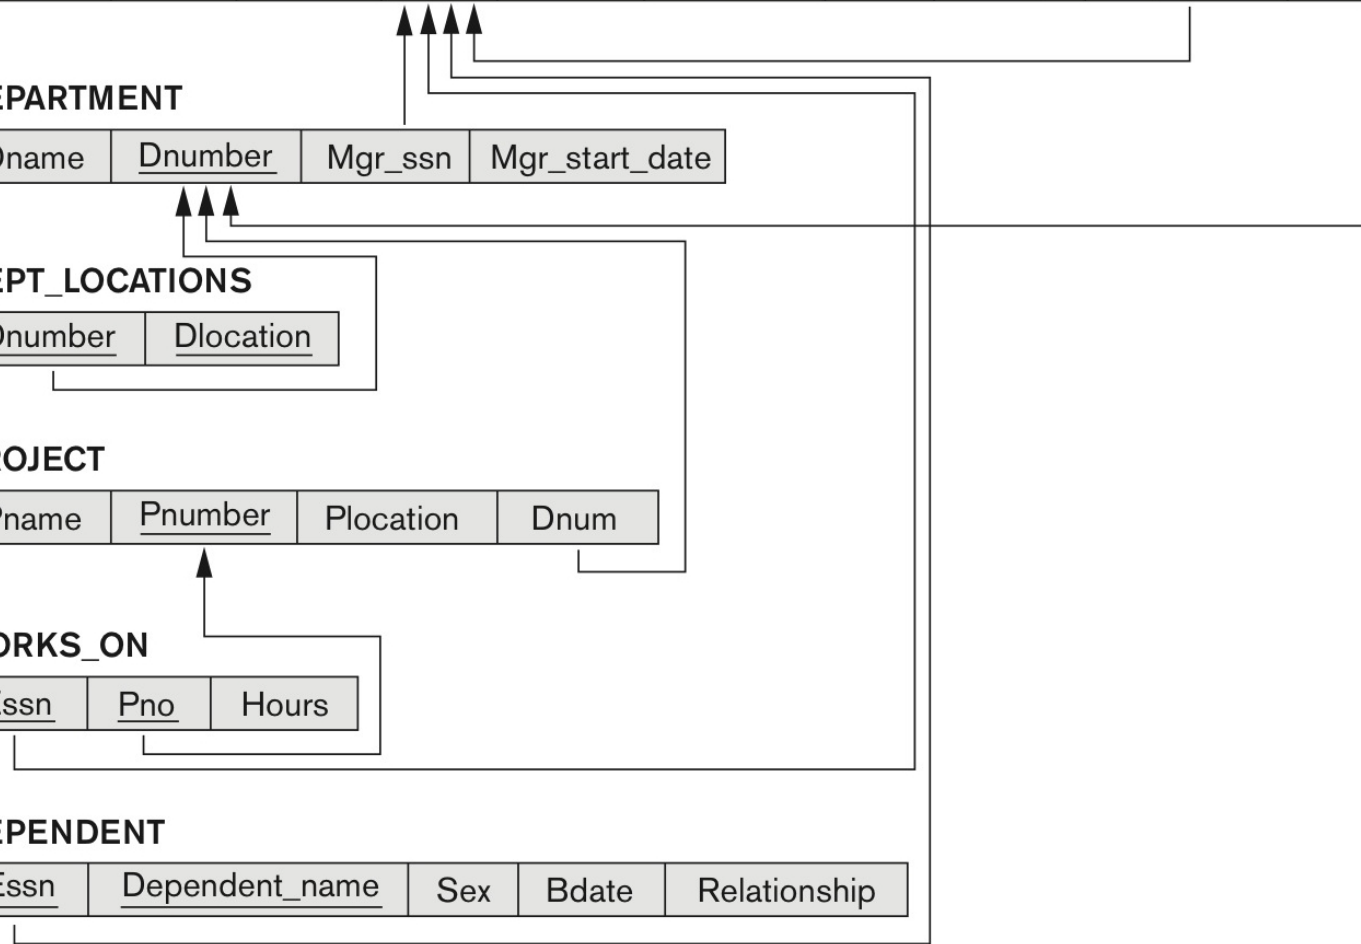 EPARTMENT
Dname Dnumber Mgr_ssn Mgr_start_date
EPT_LOCATIONS
Dnumber Dlocation
ROJECT
Pname Pnumber Plocation Dnum
ORKS_ON
Essn Pno Hours
EPENDENT
Essn Dependent_name Sex Bdate Relationship